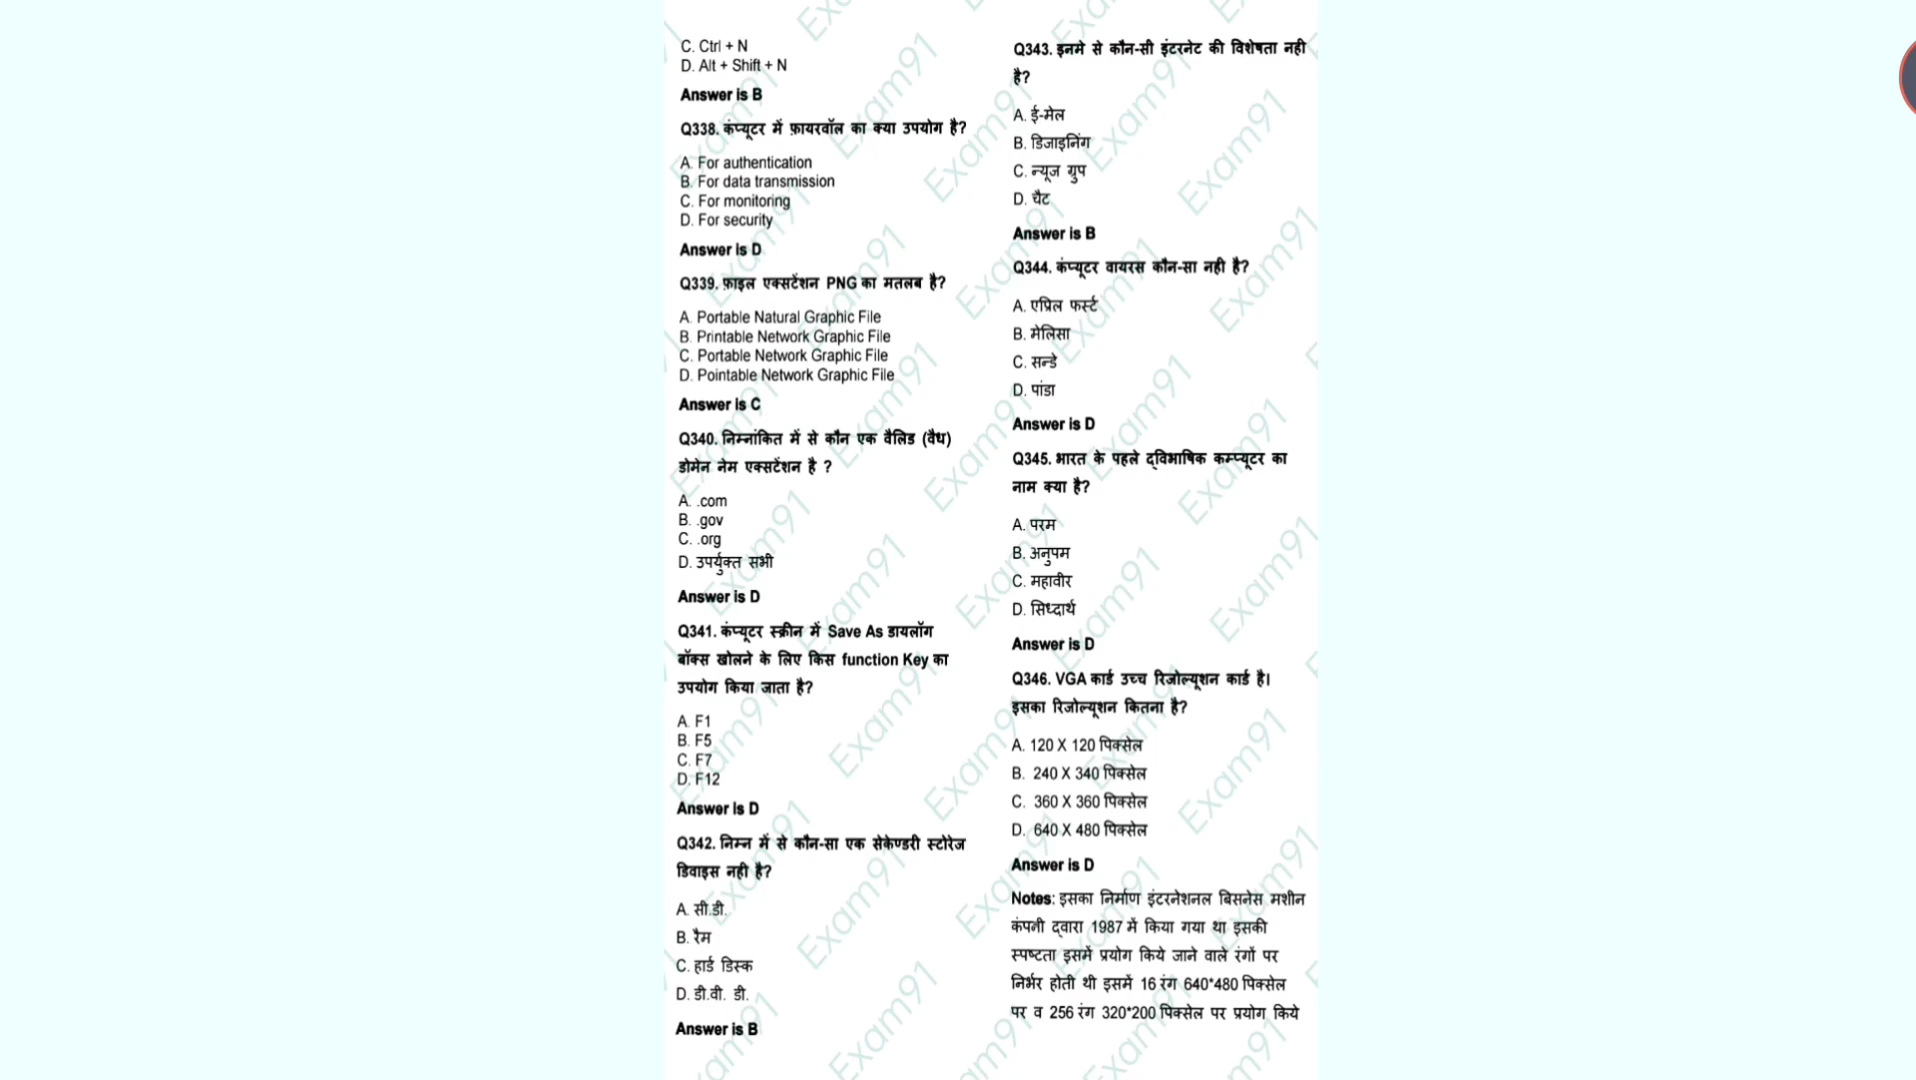 C. Ctrl + N
D. Alt + Shift + N
Answer is B
Q338. कंप्यूटर में फ़ायरवॉल का क्या उपयोग है?
A. For authentication
B. For data transmission
C. For monitoring
D. For security
Answer is D
Q339. फ़ाइल एक्सटेंशन PNG का मतलब है?
A. Portable Natural Graphic File
B. Printable Network Graphic File
C. Portable Network Graphic File
D. Pointable Network Graphic File
Answer is C
Q340. निम्नांकित में से कौन एक वैलिड (वैध)
डोमेन नेम एक्सटेंशन है ?
A. .com
B. .gov
C. .org
D. उपर्युक्त सभी
Answer is D
Q341. कंप्यूटर स्क्रीन में Save As डायलॉग
बॉक्स खोलने के लिए किस function Key का
उपयोग किया जाता है?
A. F1
B. F5
C. F7
D. F12
Answer is D
Q342. निम्न में से कौन-सा एक सेकेण्डरी स्टोरेज
डिवाइस नही है?
A. सी.डी.
B. रैम
C. हार्ड डिस्क
D. डी.वी. डी.
Answer is B
Q343. इनमे से कौन-सी इंटरनेट की विशेषता नही
है?
A. ई-मेल
B. डिजाइनिंग
C. न्यूज ग्रुप
D. चैट
Answer is B
Q344. कंप्यूटर वायरस कौन-सा नही है?
A. एप्रिल फर्स्ट
B. मेलिसा
C. सन्डे
D. पांडा
Answer is D
Q345. भारत के पहले द्विभाषिक कम्प्यूटर का
नाम क्या है?
A. परम
B. अनुपम
C. महावीर
D. सिध्दार्थ
Answer is D
Q346. VGA कार्ड उच्च रिजोल्यूशन कार्ड है।
इसका रिजोल्यूशन कितना है?
A. 120 X 120 पिक्सेल
B. 240 X 340 पिक्सेल
C. 360 X 360 पिक्सेल
D. 640 X 480 पिक्सेल
Answer is D
Notes: इसका निर्माण इंटरनेशनल बिसनेस मशीन
कंपनी द्वारा 1987 में किया गया था इसकी
स्पष्टता इसमें प्रयोग किये जाने वाले रंगों पर
निर्भर होती थी इसमें 16 रंग 640*480 पिक्सेल
पर व 256 रंग 320*200 पिक्सेल पर प्रयोग किये